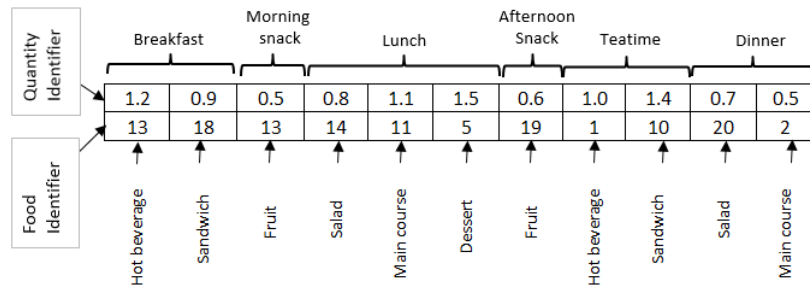 Quantity
Identifier
Food
Identifier
Breakfast
Morning
snack
Lunch
Afternoon
Snack
Teatime
Dinner
1.2 0.9 0.5 0.8 1.1 1.5 0.6 1.0 1.4 0.7 0.5
13 18 13 14 11 5 19 1 10 20 2
Hot beverage
Sandwich
Fruit
Salad
Main course
Dessert
Fruit
Hot beverage
Sandwich
Salad
Main course